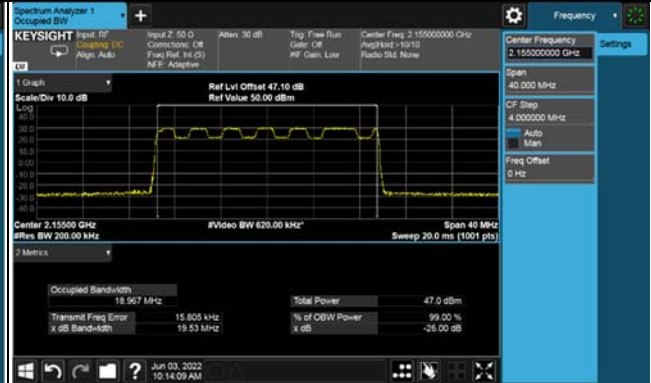 Spectrum Analyzer 1
Occupied BW
+
Frequency
KEYSIGHT
Input: RF
Coupling: DC
Align: Auto
Input Z: 50 Ω
Corrections: Off
Freq Ref: Int (S)
NFE: Adaptive
Atten: 30 dB
Trig: Free Run
Gate: Off
#IF Gain: Low
Center Freq: 2.155000000 GHz
Avg|Hold:>10/10
Radio Std: None
LXI
Center Frequency
2.155000000 GHz
Settings
Span
40.000 MHz
CF Step
4.000000 MHz
Auto
Man
Freq Offset
0 Hz
1 Graph
Scale/Div 10.0 dB
Ref Lvl Offset 47.10 dB
Ref Value 50.00 dBm
Log
40.0
30.0
20.0
10.0
0.00
-10.0
-20.0
-30.0
-40.0
Center 2.15500 GHz
#Res BW 200.00 kHz
#Video BW 620.00 kHz*
Span 40 MHz
Sweep 20.0 ms (1001 pts)
2 Metrics
Occupied Bandwidth
18.967 MHz
Total Power 47.0 dBm
Transmit Freq Error 15.805 kHz
% of OBW Power 99.00 %
x dB Bandwidth 19.53 MHz
x dB -26.00 dB
?
Jun 03, 2022
10:14:09 AM